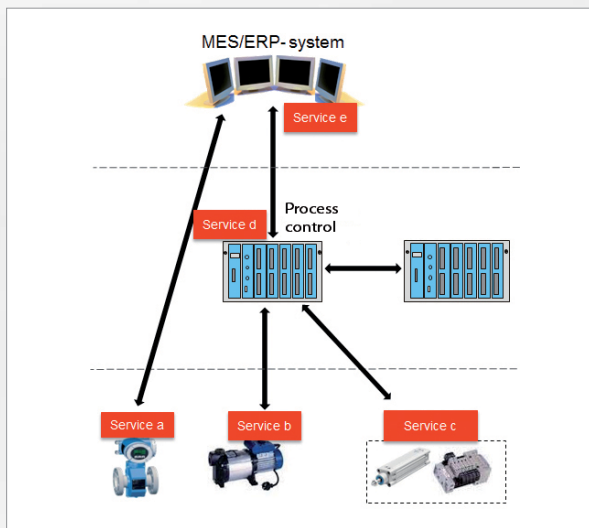 MES/ERP- system
Service e
Service d
Process
control
Service a
Service b
Service c